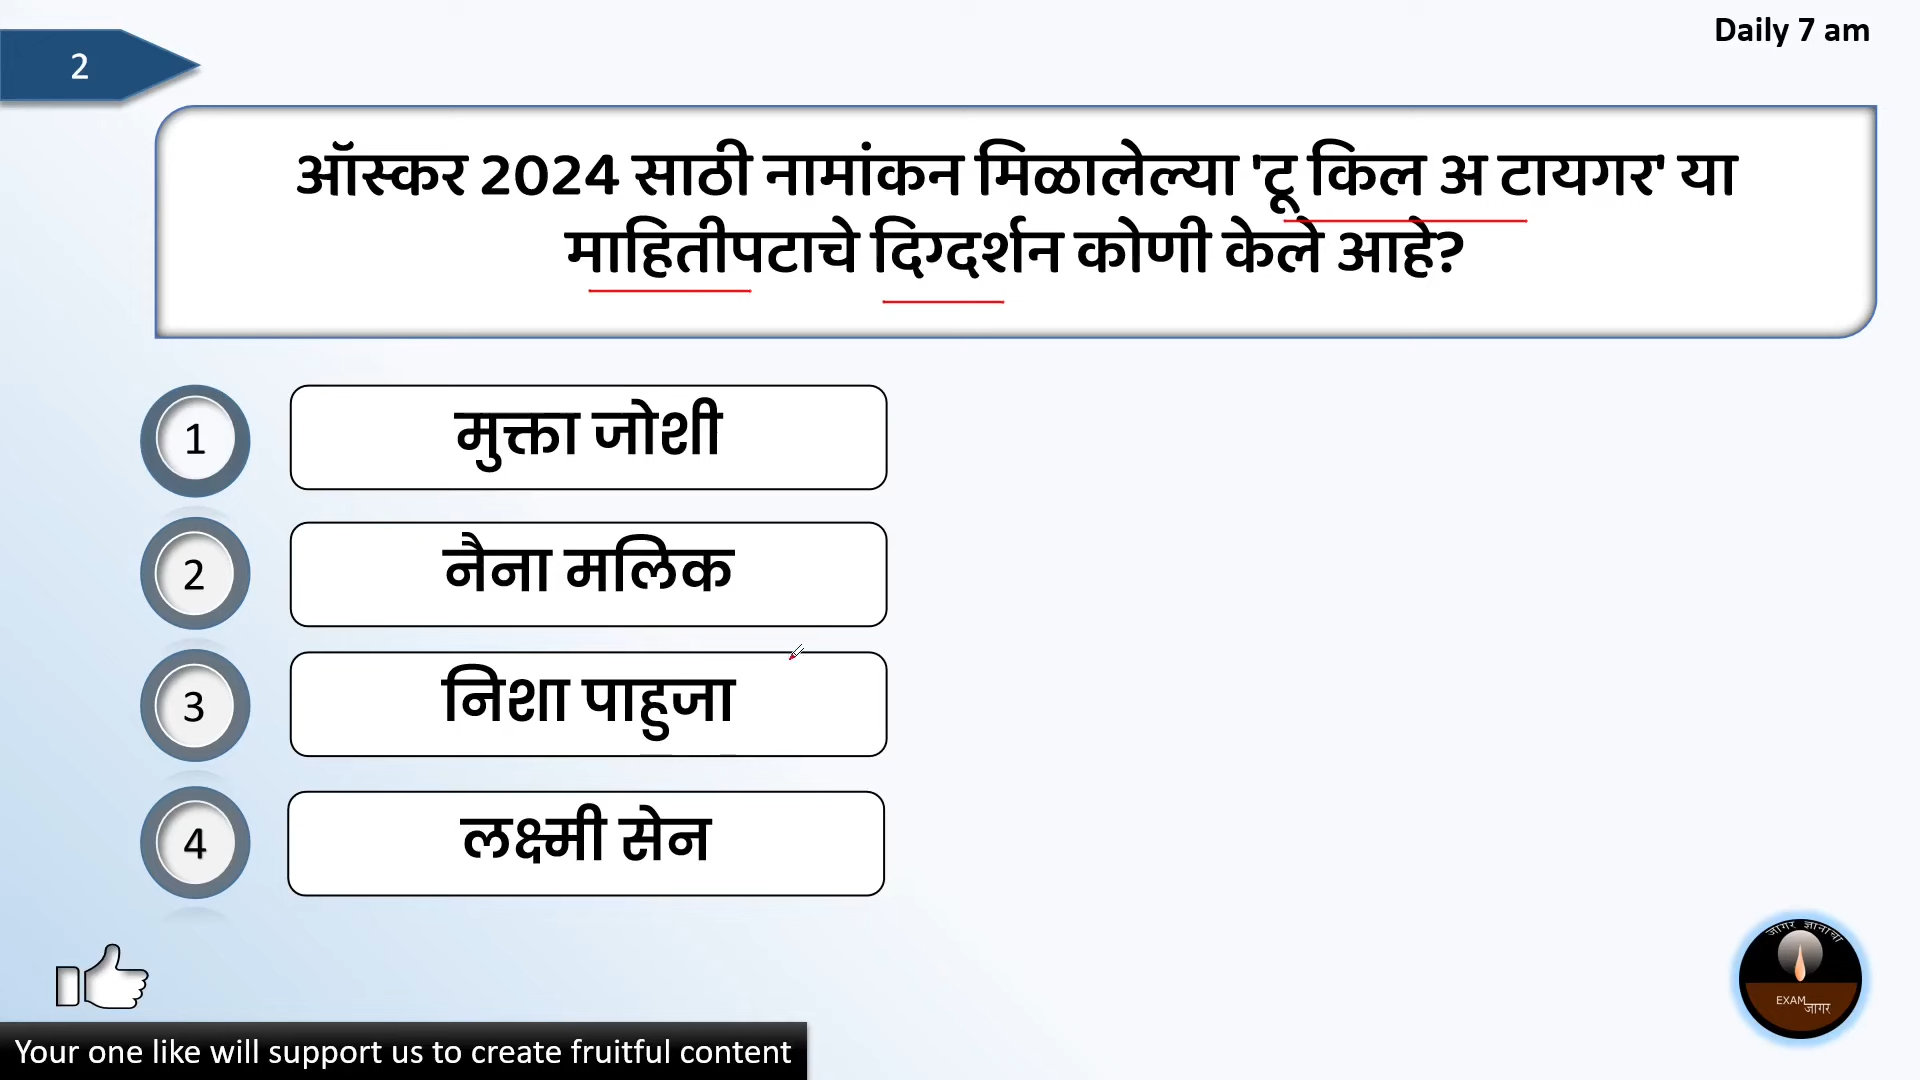 Daily 7 am
2
ऑस्कर 2024 साठी नामांकन मिळालेल्या 'टू किल अ टायगर' या
माहितीपटाचे दिग्दर्शन कोणी केले आहे?
1
मुक्ता जोशी
2
नैना मलिक
3
निशा पाहुजा
4
लक्ष्मी सेन
जागर ज्ञानाचा
EXAM
जागर
Your one like will support us to create fruitful content